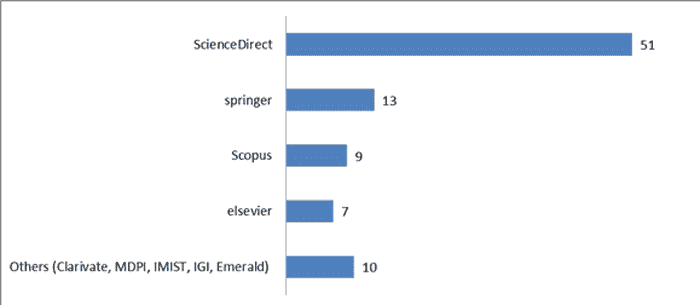 ScienceDirect 51
springer 13
Scopus 9
elsevier 7
Others (Clarivate, MDPI, IMIST, IGI, Emerald) 10